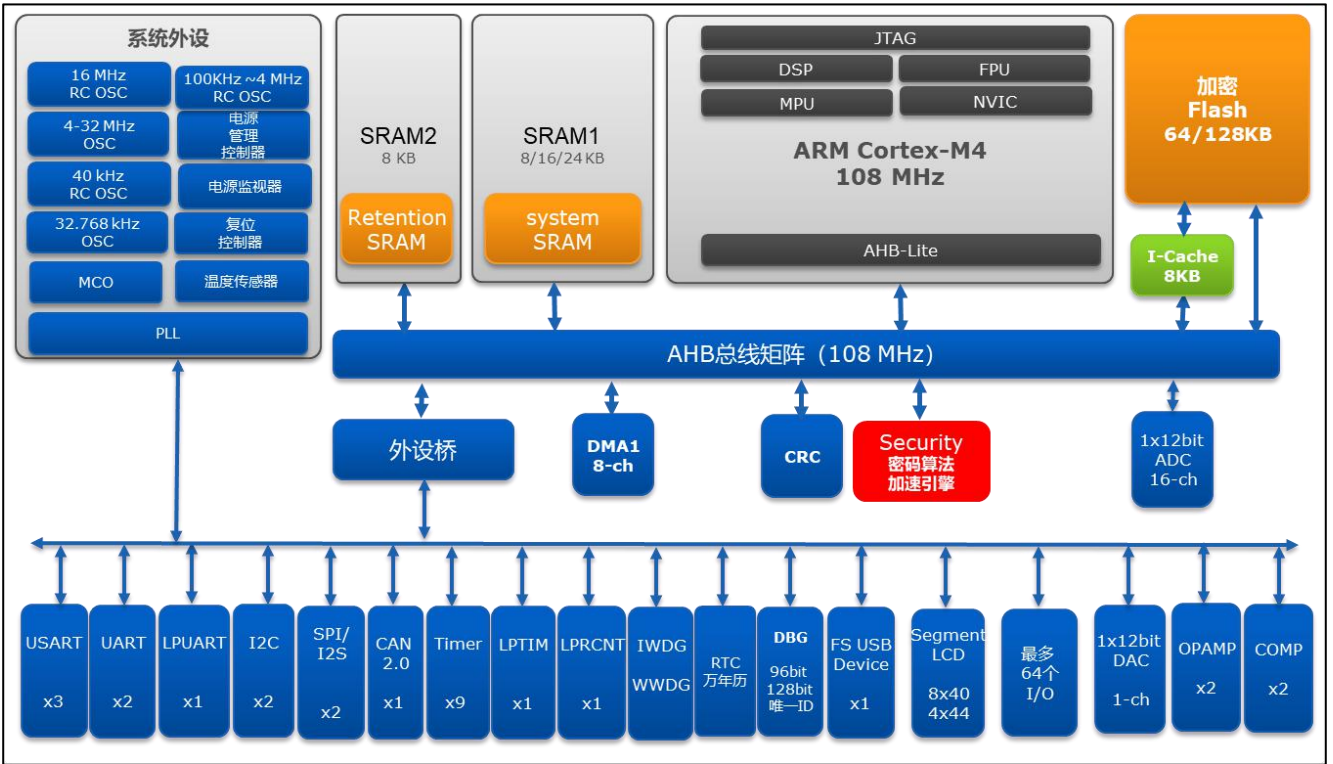 系统外设
16 MHz
RC OSC
100KHz ~4 MHz
RC OSC
4-32 MHz
OSC
电源
管理
控制器
40 kHz
RC OSC
电源监视器
32.768 kHz
OSC
复位
控制器
MCO
温度传感器
PLL
SRAM2
8 KB
Retention
SRAM
SRAM1
8/16/24 KB
system
SRAM
JTAG
DSP
FPU
MPU
NVIC
ARM Cortex-M4
108 MHz
AHB-Lite
加密
Flash
64/128KB
I-Cache
8KB
AHB总线矩阵（108 MHz）
外设桥
DMA1
8-ch
CRC
Security
密码算法
加速引擎
1x12bit
ADC
16-ch
USART
x3
UART
x2
LPUART
x1
I2C
x2
SPI/
I2S
x2
CAN
2.0
x1
Timer
x9
LPTIM
x1
LPRCNT
x1
IWDG
WWDG
RTC
万年历
DBG
96bit
128bit
唯一ID
FS USB
Device
x1
Segment
LCD
8x40
4x44
最多
64个
I/O
1x12bit
DAC
1-ch
OPAMP
x2
COMP
x2